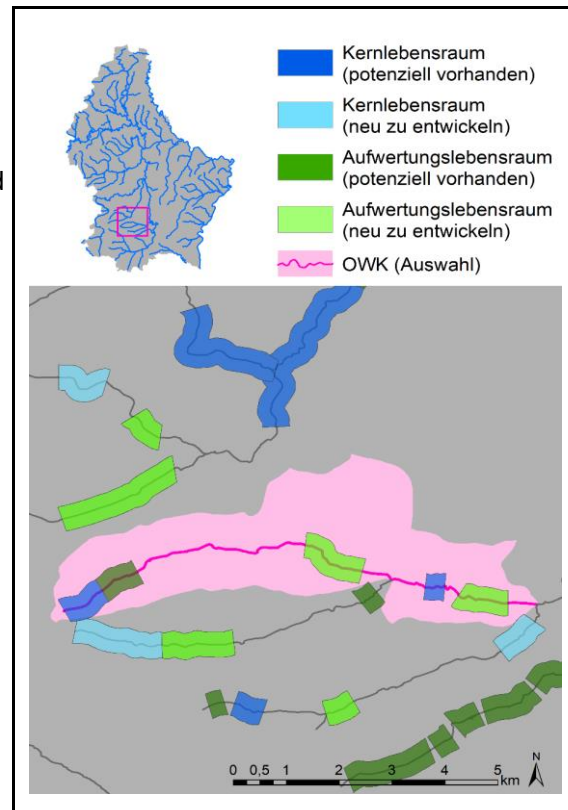 d
Kernlebensraum
(potenziell vorhanden)
Kernlebensraum
(neu zu entwickeln)
Aufwertungslebensraum
(potenziell vorhanden)
Aufwertungslebensraum
(neu zu entwickeln)
OWK (Auswahl)
0 0,5 1 2 3 4 5
km
N